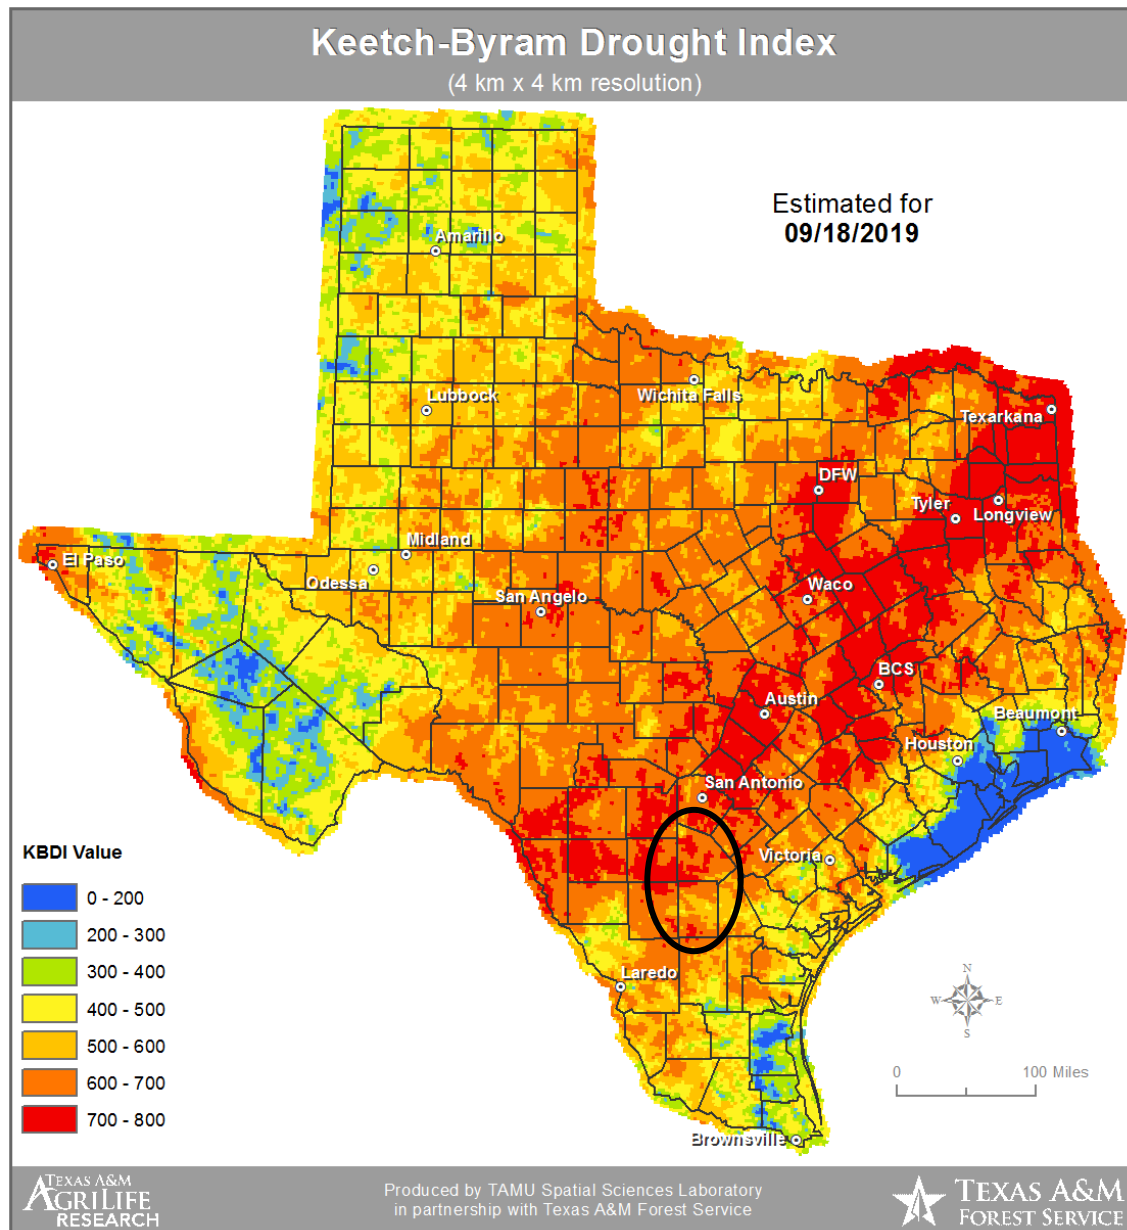 Keetch-Byram Drought Index
(4 km x 4 km resolution)
Estimated for
09/18/2019
Amarillo
Lubbock
Wichita Falls
Texarkana
DFW
Tyler
Longview
El Paso
Midland
Odessa
San Angelo
Waco
BCS
Austin
Beaumont
Houston
San Antonio
Victoria
Laredo
Brownsville
KBDI Value
0 - 200
200 - 300
300 - 400
400 - 500
500 - 600
600 - 700
700 - 800
N
W E
S
0 100 Miles
TEXAS A&M
AGRILIFE
RESEARCH
Produced by TAMU Spatial Sciences Laboratory
in partnership with Texas A&M Forest Service
TEXAS A&M
FOREST SERVICE